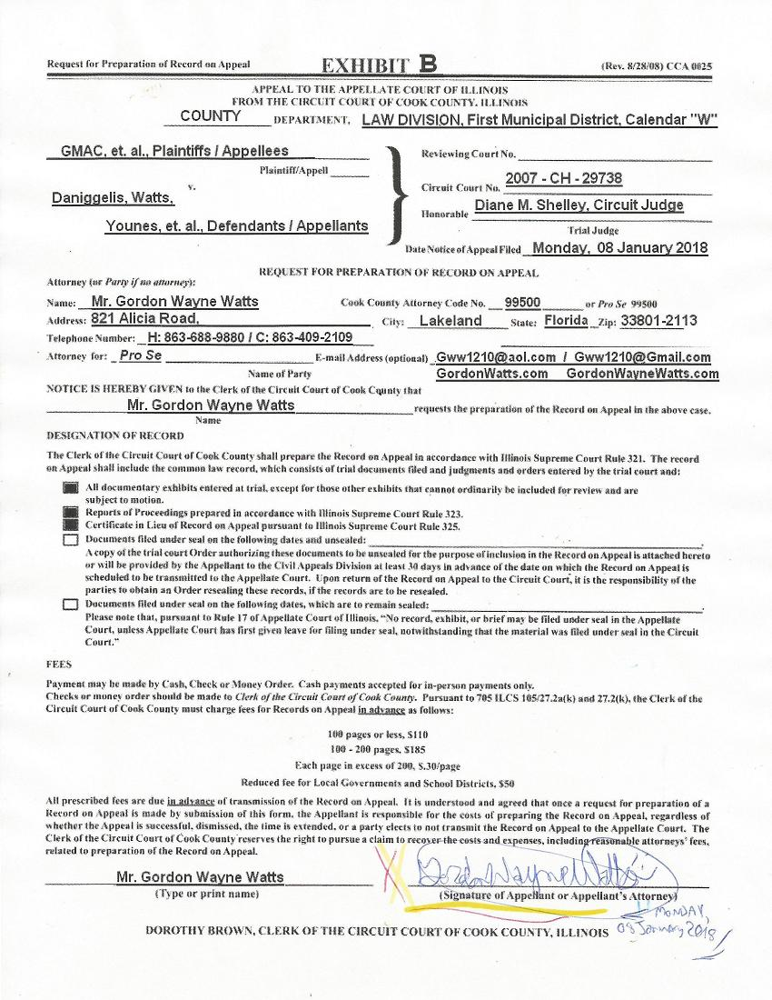 Request for Preparation of Record on Appeal EXHIBIT B (Rev. 8/28/08) CCA 0025
APPEAL TO THE APPELLATE COURT OF ILLINOIS
FROM THE CIRCUIT COURT OF COOK COUNTY, ILLINOIS
COUNTY DEPARTMENT, LAW DIVISION, First Municipal District, Calendar "W"
GMAC, et. al., Plaintiffs / Appellees
Plaintiff/Appell
v.
Daniggelis, Watts,
Younes, et. al., Defendants / Appellants
}
Reviewing Court No.
Circuit Court No. 2007 - CH - 29738
Honorable Diane M. Shelley, Circuit Judge
Trial Judge
Date Notice of Appeal Filed Monday, 08 January 2018
REQUEST FOR PREPARATION OF RECORD ON APPEAL
Attorney (or Party if no attorney):
Name: Mr. Gordon Wayne Watts Cook County Attorney Code No. 99500 or Pro Se 99500
Address: 821 Alicia Road, City: Lakeland State: Florida Zip: 33801-2113
Telephone Number: H: 863-688-9880 / C: 863-409-2109
Attorney for: Pro Se E-mail Address (optional) Gww1210@aol.com / Gww1210@Gmail.com
Name of Party GordonWatts.com GordonWayneWatts.com
NOTICE IS HEREBY GIVEN to the Clerk of the Circuit Court of Cook County that
Mr. Gordon Wayne Watts requests the preparation of the Record on Appeal in the above case.
Name
DESIGNATION OF RECORD
The Clerk of the Circuit Court of Cook County shall prepare the Record on Appeal in accordance with Illinois Supreme Court Rule 321. The record
on Appeal shall include the common law record, which consists of trial documents filed and judgments and orders entered by the trial court and:
All documentary exhibits entered at trial, except for those other exhibits that cannot ordinarily be included for review and are
subject to motion.
Reports of Proceedings prepared in accordance with Illinois Supreme Court Rule 323.
Certificate in Lieu of Record on Appeal pursuant to Illinois Supreme Court Rule 325.
Documents filed under seal on the following dates and unsealed:
A copy of the trial court Order authorizing these documents to be unsealed for the purpose of inclusion in the Record on Appeal is attached hereto
or will be provided by the Appellant to the Civil Appeals Division at least 30 days in advance of the date on which the Record on Appeal is
scheduled to be transmitted to the Appellate Court. Upon return of the Record on Appeal to the Circuit Court, it is the responsibility of the
parties to obtain an Order resealing these records, if the records are to be resealed.
Documents filed under seal on the following dates, which are to remain sealed:
Please note that, pursuant to Rule 17 of Appellate Court of Illinois, "No record, exhibit, or brief may be filed under seal in the Appellate
Court, unless Appellate Court has first given leave for filing under seal, notwithstanding that the material was filed under seal in the Circuit
Court."
FEES
Payment may be made by Cash, Check or Money Order. Cash payments accepted for in-person payments only.
Checks or money order should be made to Clerk of the Circuit Court of Cook County. Pursuant to 705 ILCS 105/27.2a(k) and 27.2(k), the Clerk of the
Circuit Court of Cook County must charge fees for Records on Appeal in advance as follows:
100 pages or less, $110
100 - 200 pages, $185
Each page in excess of 200, $.30/page
Reduced fee for Local Governments and School Districts, $50
All prescribed fees are due in advance of transmission of the Record on Appeal. It is understood and agreed that once a request for preparation of a
Record on Appeal is made by submission of this form, the Appellant is responsible for the costs of preparing the Record on Appeal, regardless of
whether the Appeal is successful, dismissed, the time is extended, or a party elects to not transmit the Record on Appeal to the Appellate Court. The
Clerk of the Circuit Court of Cook County reserves the right to pursue a claim to recover the costs and expenses, including reasonable attorneys' fees,
related to preparation of the Record on Appeal.
Mr. Gordon Wayne Watts X Gordon Wayne Watts
(Type or print name) (Signature of Appellant or Appellant's Attorney)
MONDAY,
08 January 2018
DOROTHY BROWN, CLERK OF THE CIRCUIT COURT OF COOK COUNTY, ILLINOIS